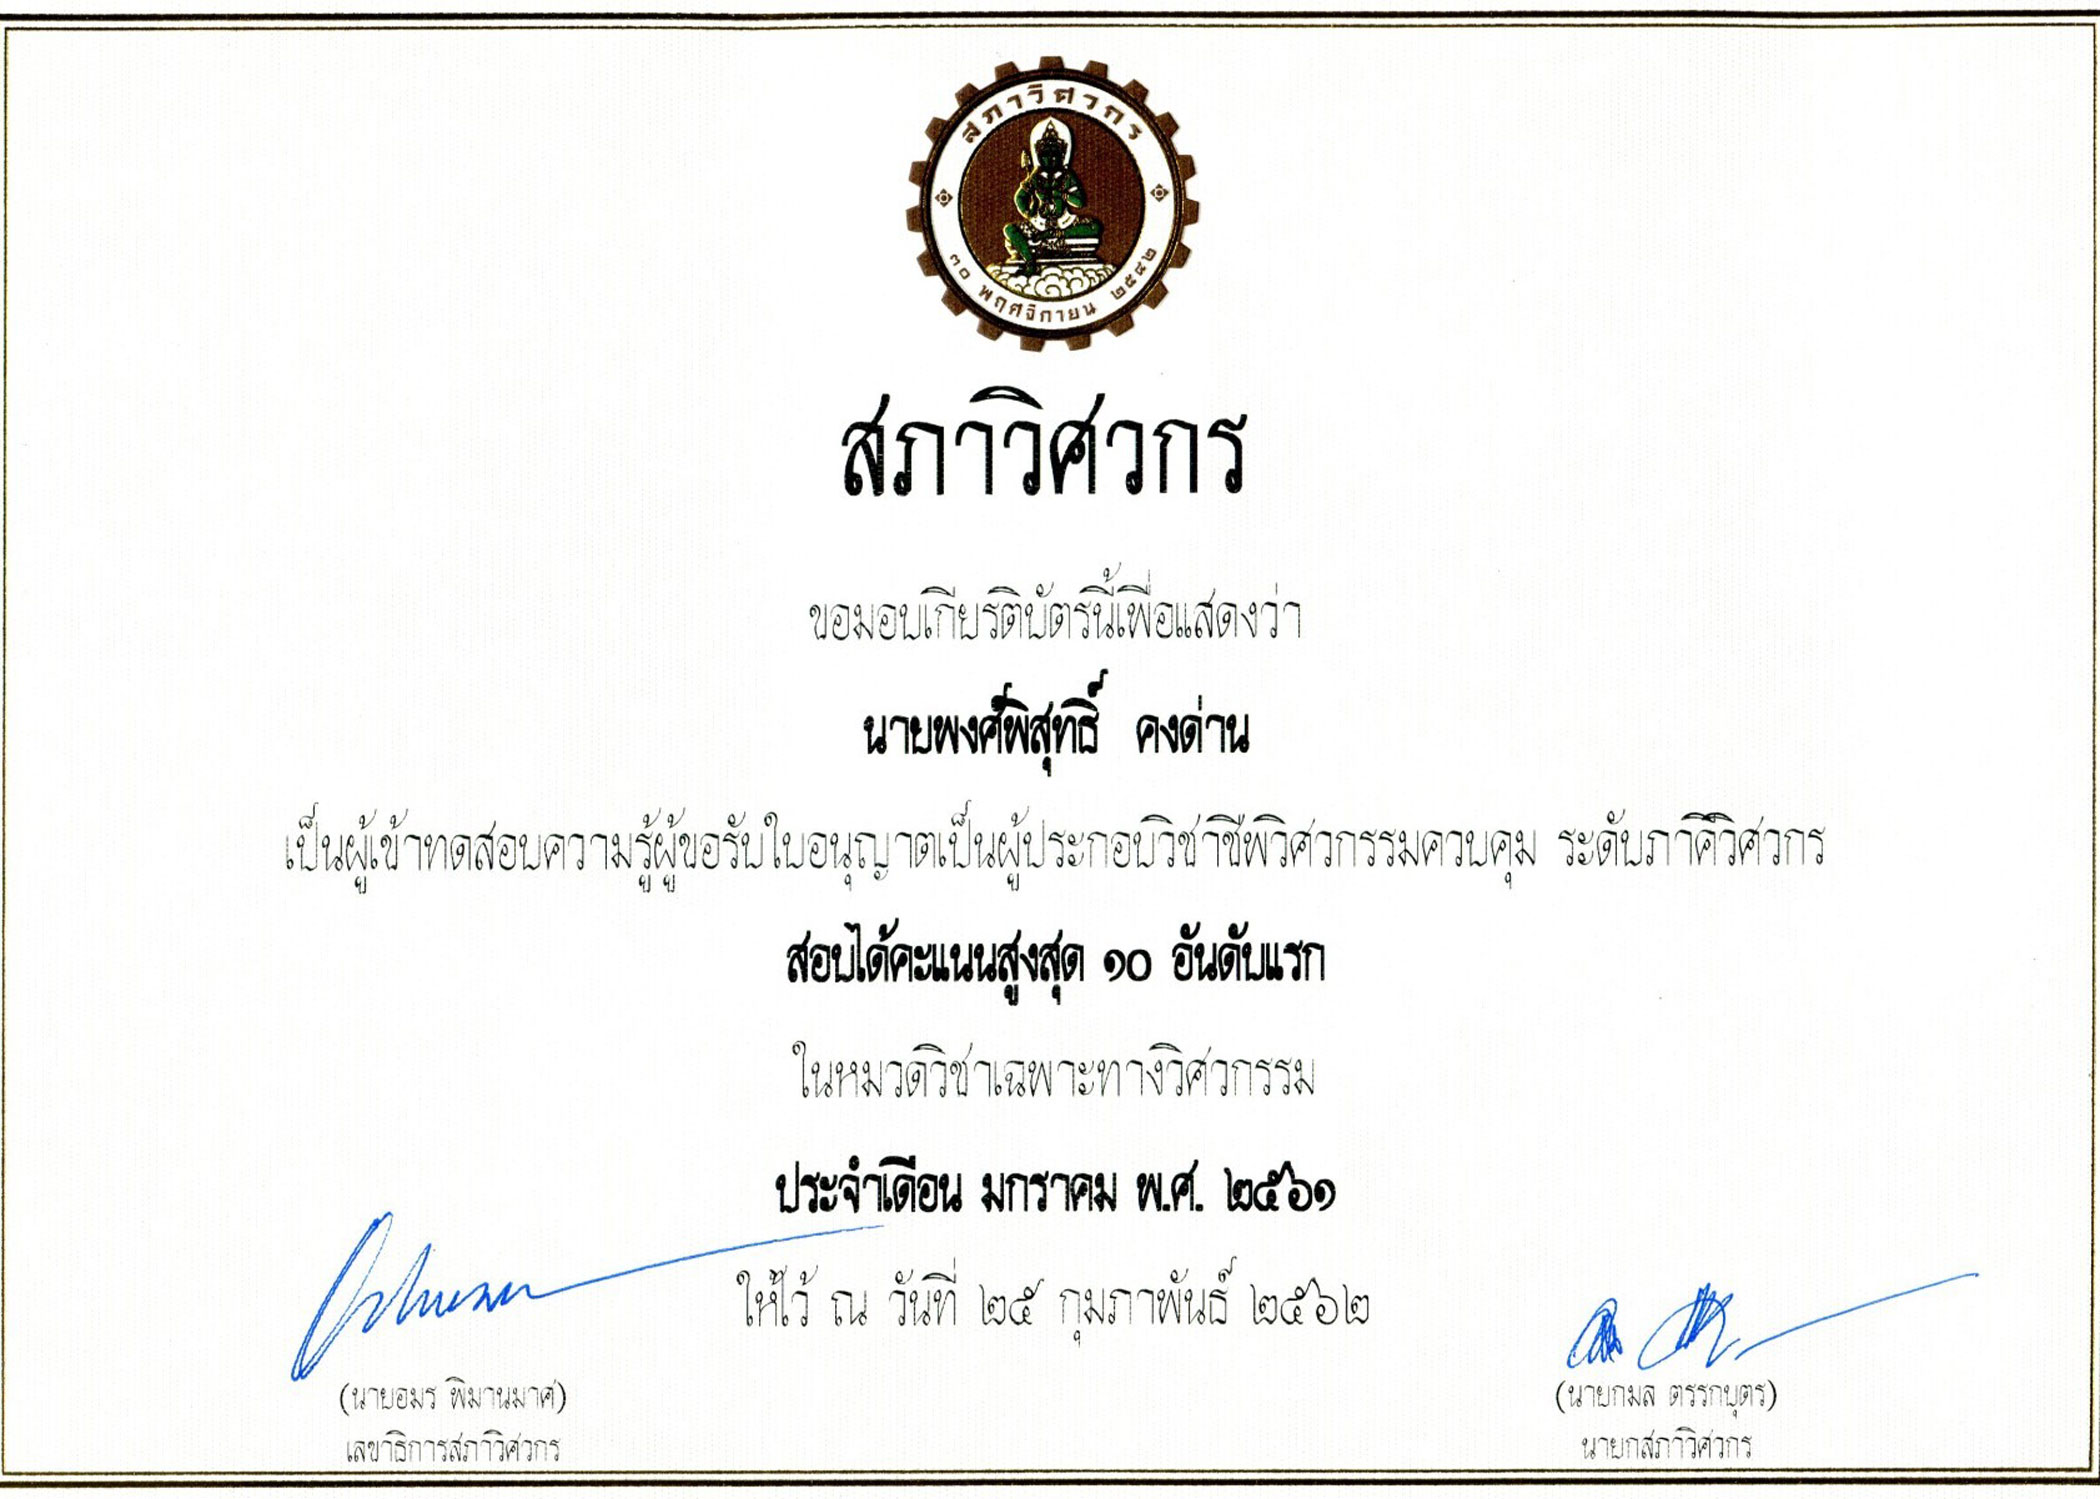 สภาวิศวกร
๓๐ พฤศจิกายน ๒๕๔๒
สภาวิศวกร
ขอมอบเกียรติบัตรนี้เพื่อแสดงว่า
นายพงศ์พิสุทธิ์ คงด่าน
เป็นผู้เข้าทดสอบความรู้ผู้ขอรับใบอนุญาตเป็นผู้ประกอบวิชาชีพวิศวกรรมควบคุม ระดับภาคีวิศวกร
สอบได้คะแนนสูงสุด ๑๐ อันดับแรก
ในหมวดวิชาเฉพาะทางวิศวกรรม
ประจำเดือน มกราคม พ.ศ. ๒๕๖๑
ให้ไว้ ณ วันที่ ๒๕ กุมภาพันธ์ ๒๕๖๒
(นายอมร พิมานมาศ)
เลขาธิการสภาวิศวกร
(นายกมล ตรรกบุตร)
นายกสภาวิศวกร